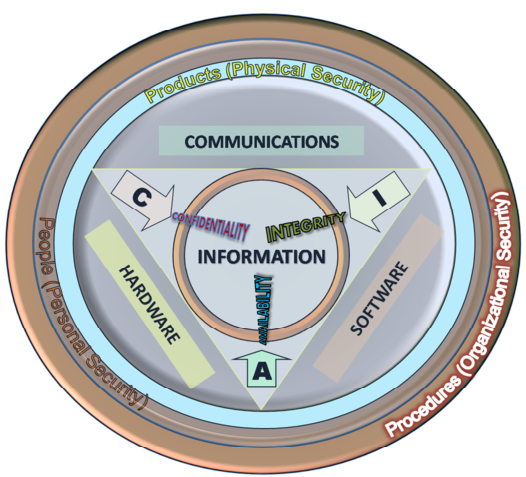 Products (Physical Security)
COMMUNICATIONS
C
I
CONFIDENTIALITY
INTEGRITY
INFORMATION
AVAILABILITY
HARDWARE
SOFTWARE
A
People (Personal Security)
Procedures (Organizational Security)